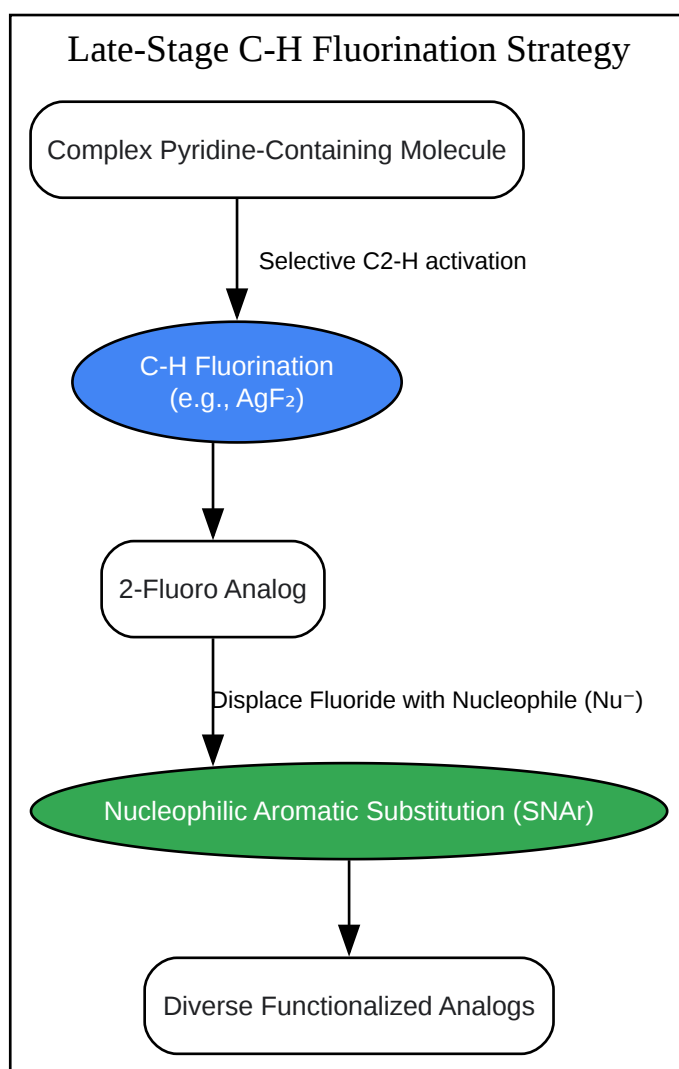 Late-Stage C-H Fluorination Strategy
Complex Pyridine-Containing Molecule
Selective C2-H activation
C-H Fluorination
(e.g., AgF₂)
2-Fluoro Analog
Displace Fluoride with Nucleophile (Nu⁻)
Nucleophilic Aromatic Substitution (SNAr)
Diverse Functionalized Analogs